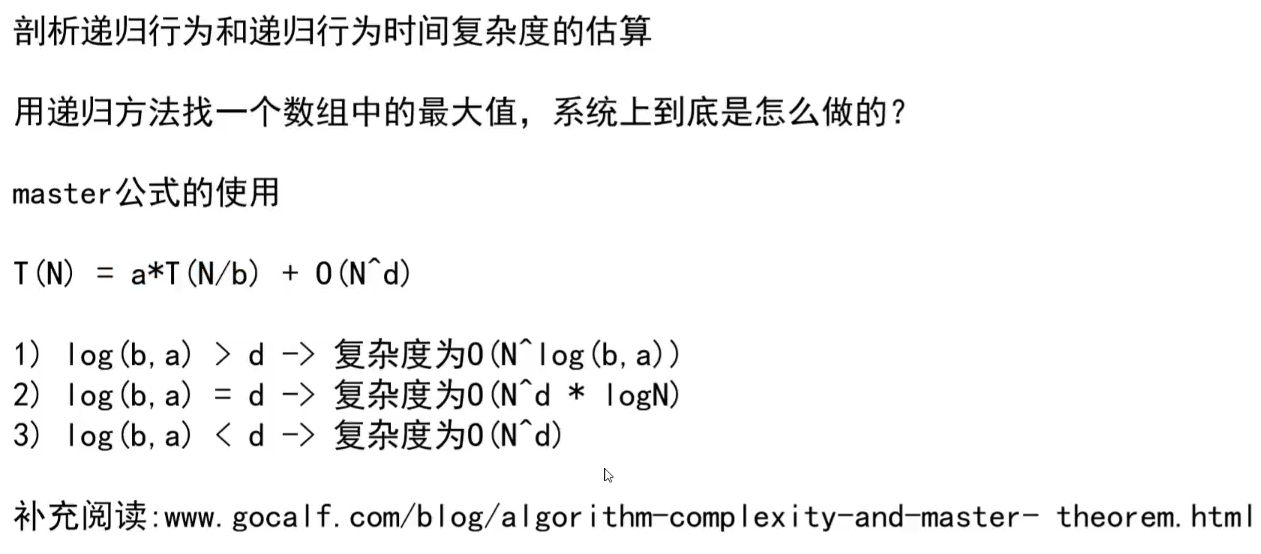 剖析递归行为和递归行为时间复杂度的估算
用递归方法找一个数组中的最大值，系统上到底是怎么做的？
master公式的使用
T(N) = a*T(N/b) + O(N^d)
1) log(b,a) > d -> 复杂度为O(N^log(b,a))
2) log(b,a) = d -> 复杂度为O(N^d * logN)
3) log(b,a) < d -> 复杂度为O(N^d)
补充阅读:www.gocalf.com/blog/algorithm-complexity-and-master- theorem.html